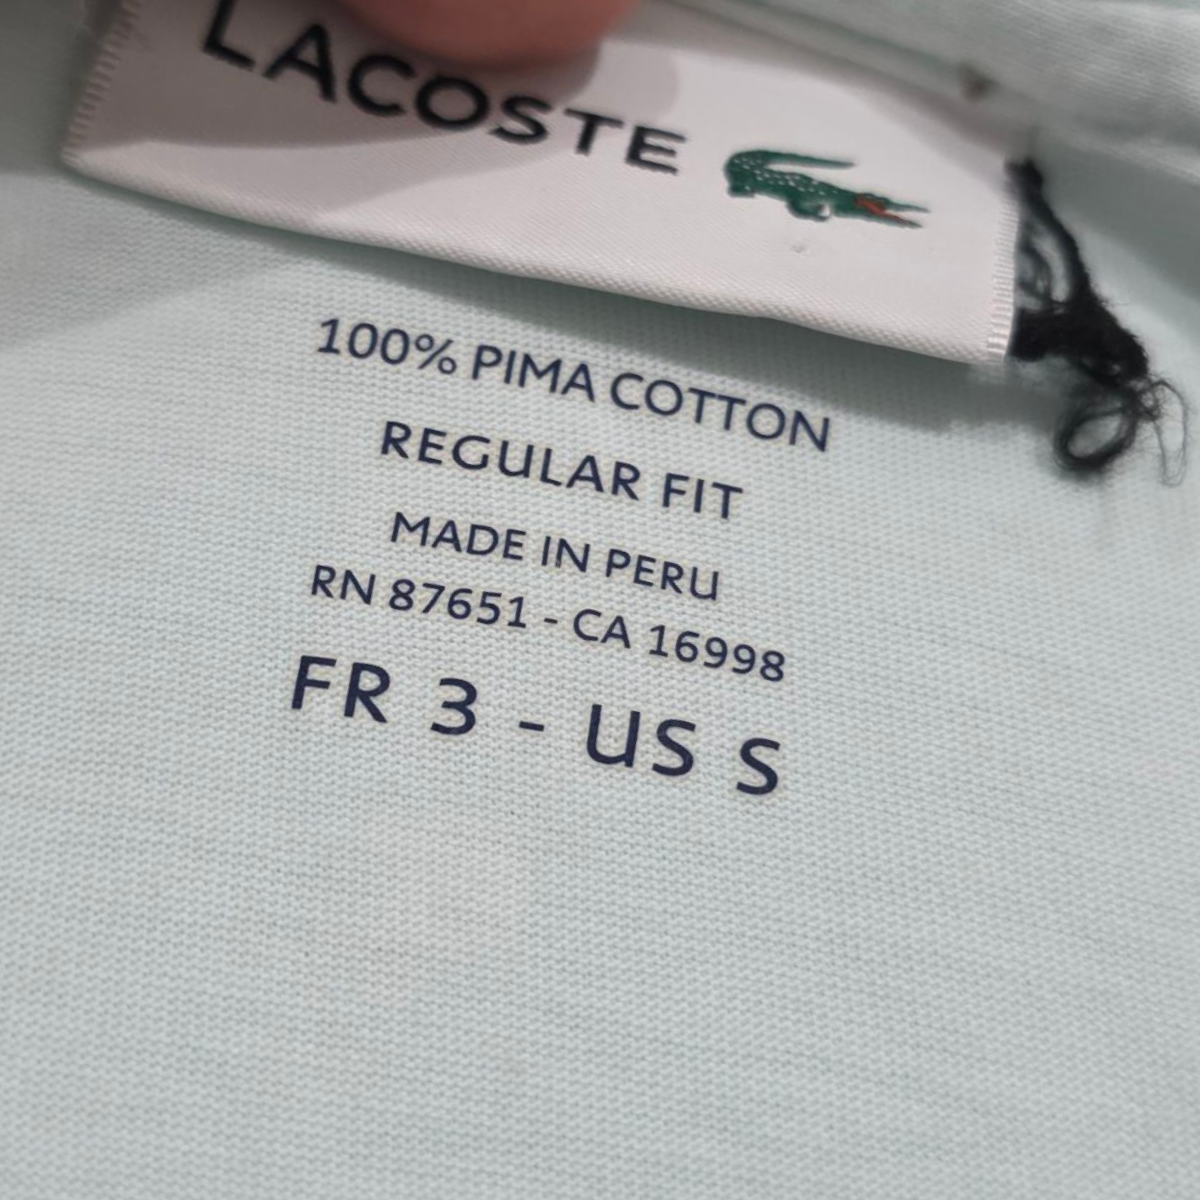 LACOSTE
100% PIMA COTTON
REGULAR FIT
MADE IN PERU
RN 87651 - CA 16998
FR 3 - US S